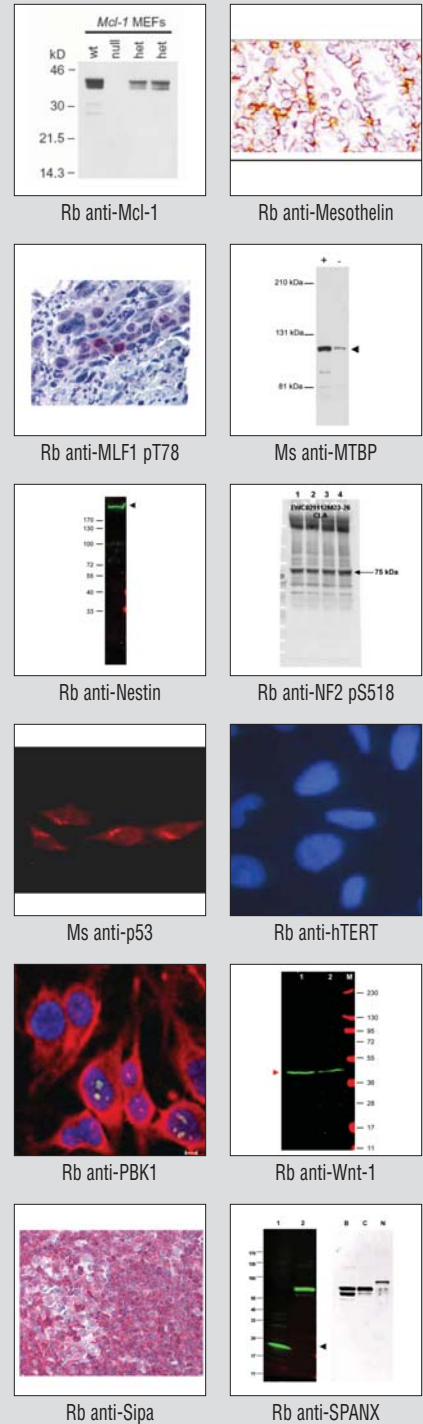 Mcl-1 MEFs
kD
wt
null
het
het
46
30
21.5
14.3
Rb anti-Mcl-1
Rb anti-Mesothelin
Rb anti-MLF1 pT78
+ -
210 kDa
131 kDa
81 kDa
Ms anti-MTBP
170
130
100
72
55
40
33
Rb anti-Nestin
1 2 3 4
CLA
75 kDa
Rb anti-NF2 pS518
Ms anti-p53
Rb anti-hTERT
Rb anti-PBK1
1 2 M
230
130
95
72
55
36
28
17
11
Rb anti-Wnt-1
Rb anti-Sipa
1 2
B C N
Rb anti-SPANX